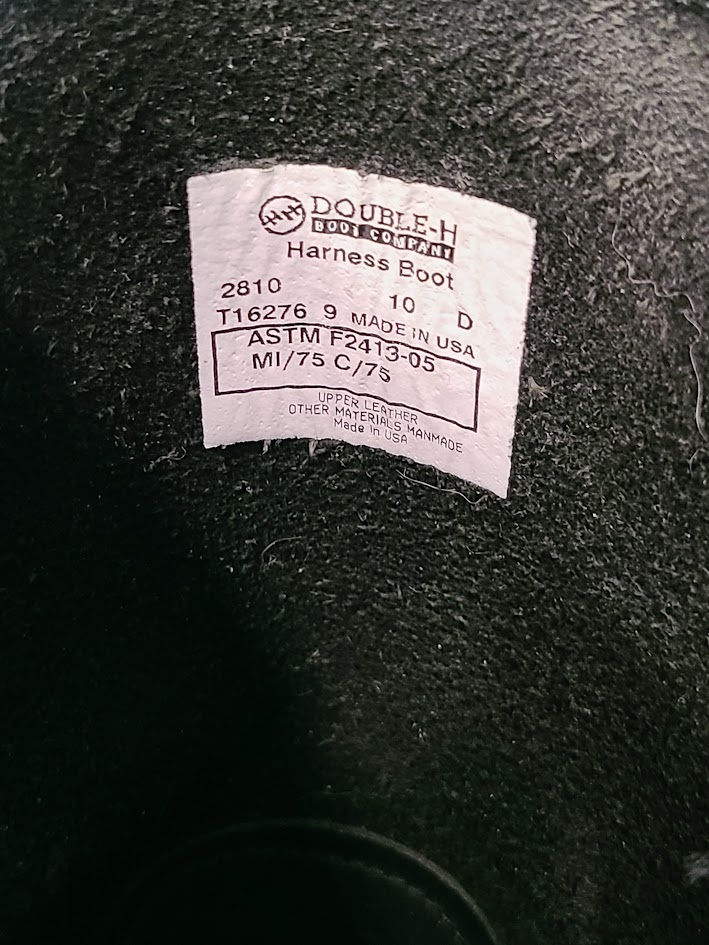 HH DOUBLE-H
BOOT COMPANY
Harness Boot
2810 10 D
T16276 9 MADE IN USA
ASTM F2413-05
MI/75 C/75
UPPER LEATHER
OTHER MATERIALS MANMADE
Made in USA